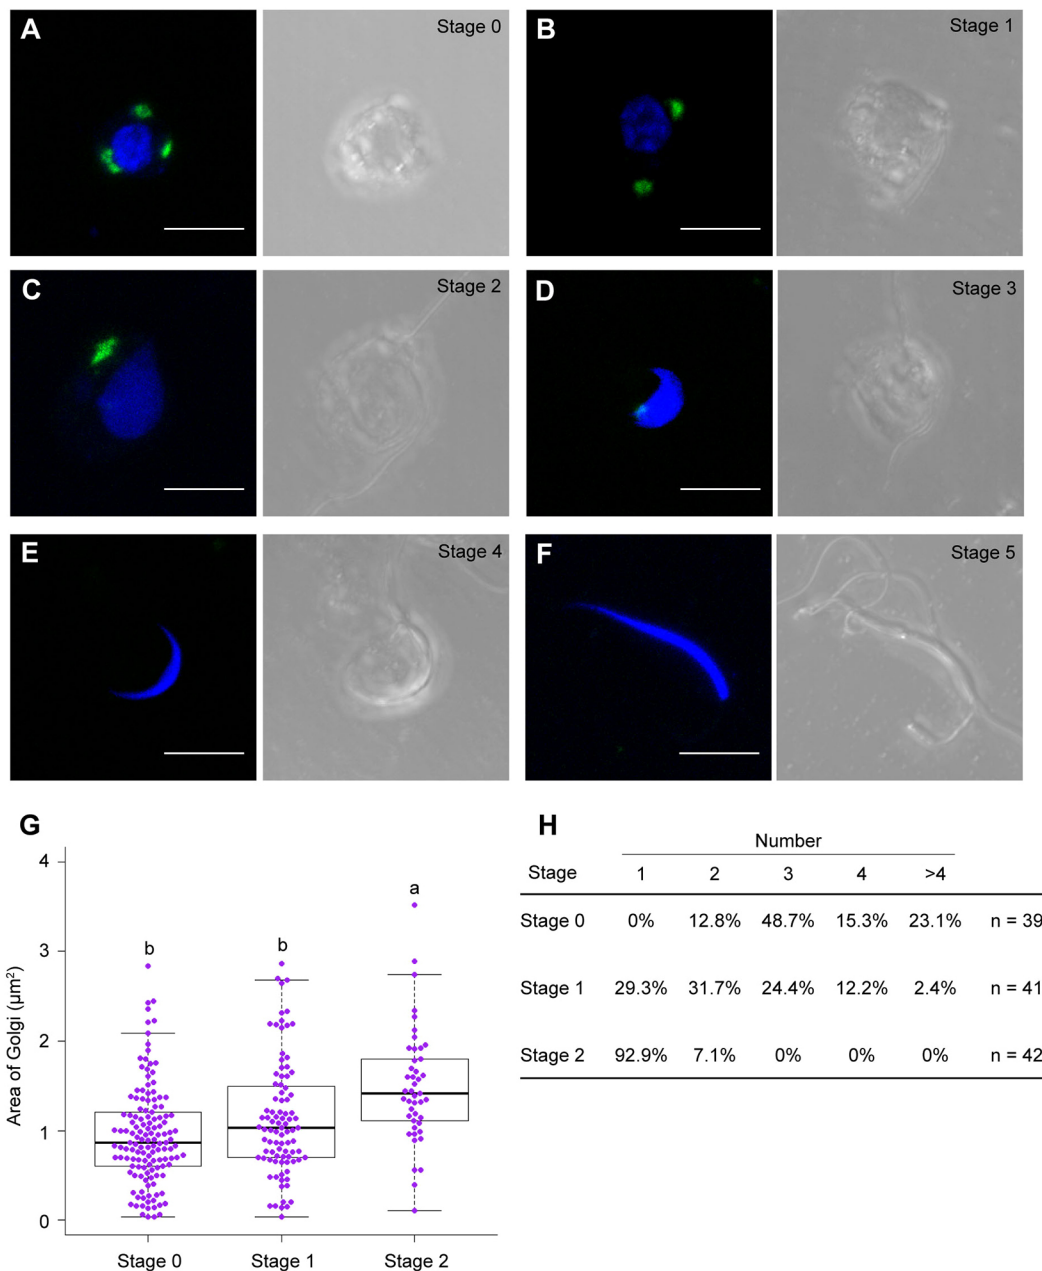 A
Stage 0
B
Stage 1
C
Stage 2
D
Stage 3
E
Stage 4
F
Stage 5
G
4
3
2
1
0
Area of Golgi (µm²)
b
b
a
Stage 0
Stage 1
Stage 2
H
Number
Stage 1 2 3 4 >4
Stage 0 0% 12.8% 48.7% 15.3% 23.1% n = 39
Stage 1 29.3% 31.7% 24.4% 12.2% 2.4% n = 41
Stage 2 92.9% 7.1% 0% 0% 0% n = 42